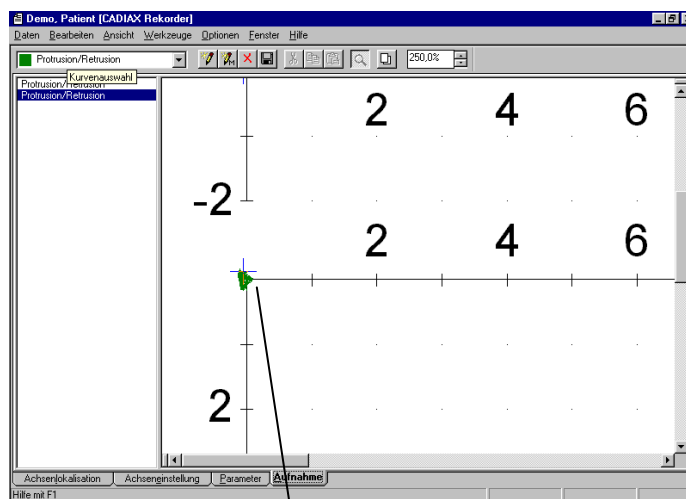 Demo, Patient [CADIAX Rekorder]
Daten Bearbeiten Ansicht Werkzeuge Optionen Fenster Hilfe
Protrusion/Retrusion 250,0%
Kurvenauswahl
Protrusion/Retrusion
Protrusion/Retrusion
2 4 6
-2
2 4 6
2
Achsenlokalisation Achseneinstellung Parameter Aufnahme
Hilfe mit F1